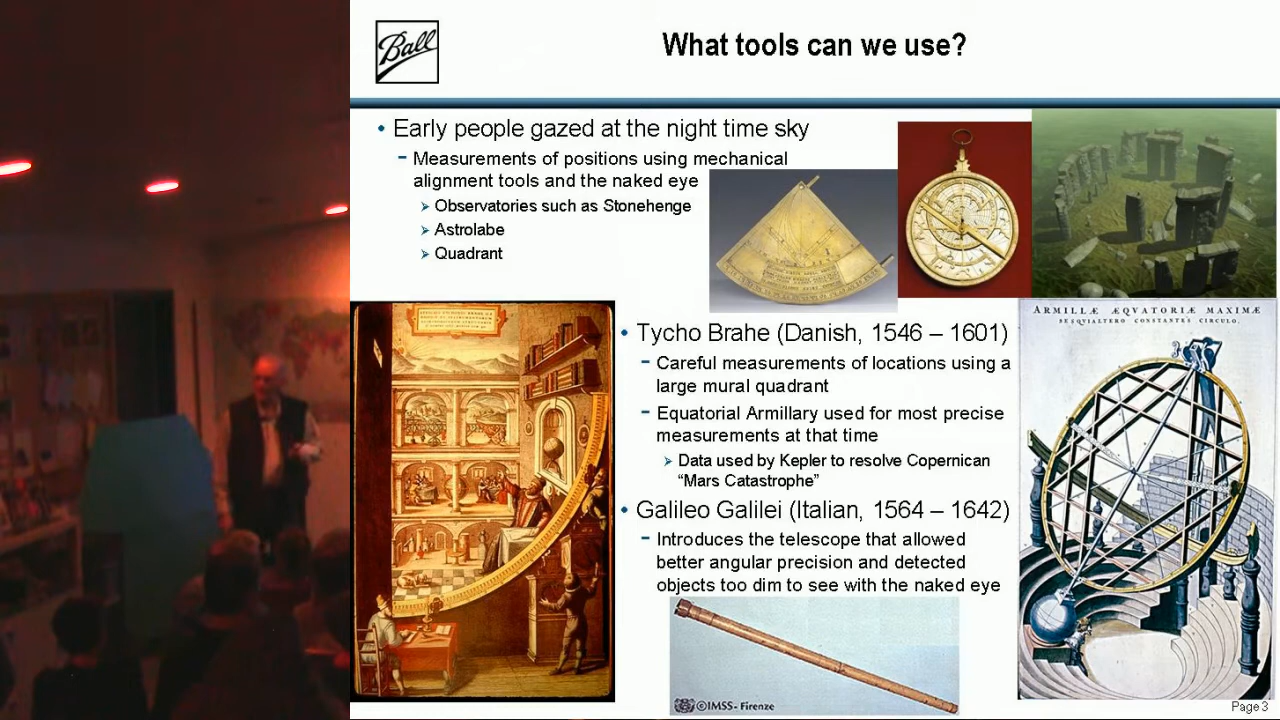 Ball
What tools can we use?
• Early people gazed at the night time sky
- Measurements of positions using mechanical
alignment tools and the naked eye
➢ Observatories such as Stonehenge
➢ Astrolabe
➢ Quadrant
• Tycho Brahe (Danish, 1546 – 1601)
- Careful measurements of locations using a
large mural quadrant
- Equatorial Armillary used for most precise
measurements at that time
➢ Data used by Kepler to resolve Copernican
“Mars Catastrophe”
• Galileo Galilei (Italian, 1564 – 1642)
- Introduces the telescope that allowed
better angular precision and detected
objects too dim to see with the naked eye
ARMILLÆ ÆQVATORIÆ MAXIMÆ
SESQVIALTERO CONSTANTES CIRCULO.
©IMSS - Firenze
Page 3